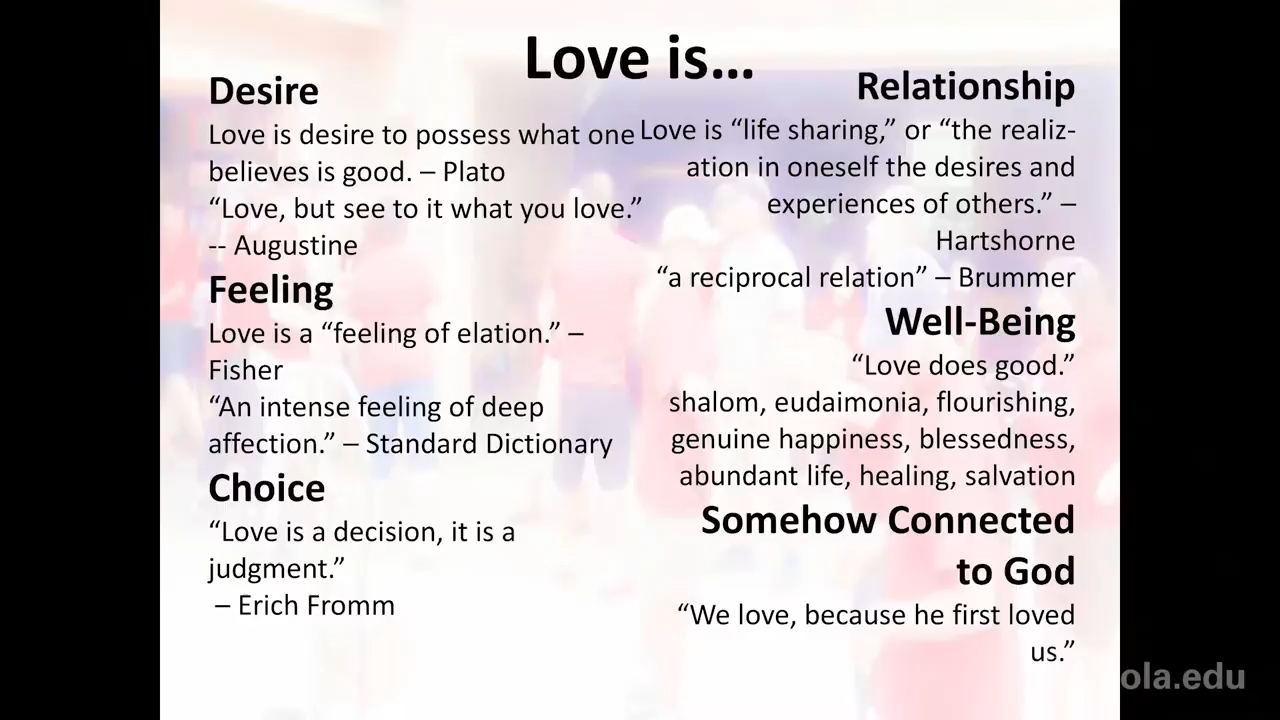 Love is...
Desire
Love is desire to possess what one
believes is good. – Plato
“Love, but see to it what you love.”
-- Augustine
Feeling
Love is a “feeling of elation.” –
Fisher
“An intense feeling of deep
affection.” – Standard Dictionary
Choice
“Love is a decision, it is a
judgment.”
– Erich Fromm
Relationship
Love is “life sharing,” or “the realiz-
ation in oneself the desires and
experiences of others.” –
Hartshorne
“a reciprocal relation” – Brummer
Well-Being
“Love does good.”
shalom, eudaimonia, flourishing,
genuine happiness, blessedness,
abundant life, healing, salvation
Somehow Connected
to God
“We love, because he first loved
us.”
ola.edu